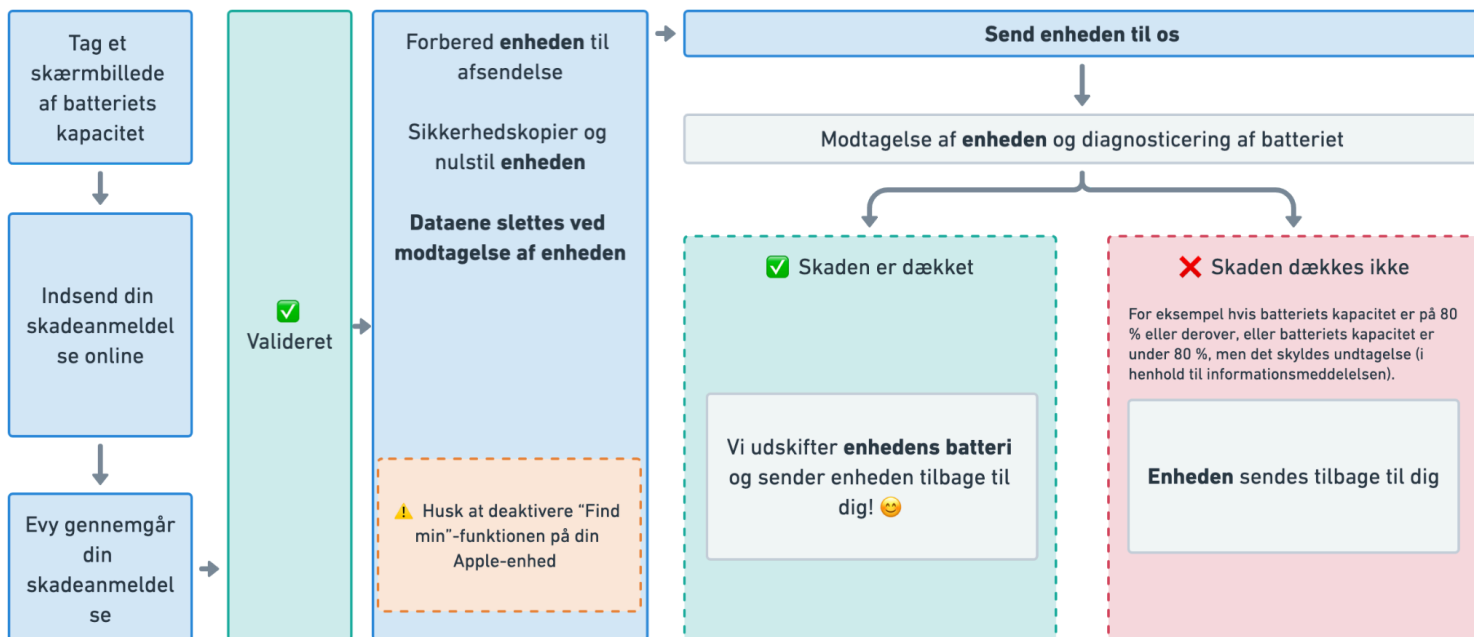 Tag et
skærmbillede
af batteriets
kapacitet
Indsend din
skadeanmeldel
se online
Evy gennemgår
din
skadeanmeldel
se
✅
Valideret
Forbered enheden til
afsendelse
Sikkerhedskopier og
nulstil enheden
Dataene slettes ved
modtagelse af enheden
⚠️ Husk at deaktivere “Find
min”-funktionen på din
Apple-enhed
Send enheden til os
Modtagelse af enheden og diagnosticering af batteriet
✅ Skaden er dækket
Vi udskifter enhedens batteri
og sender enheden tilbage til
dig! 😊
❌ Skaden dækkes ikke
For eksempel hvis batteriets kapacitet er på 80
% eller derover, eller batteriets kapacitet er
under 80 %, men det skyldes undtagelse (i
henhold til informationsmeddelelsen).
Enheden sendes tilbage til dig